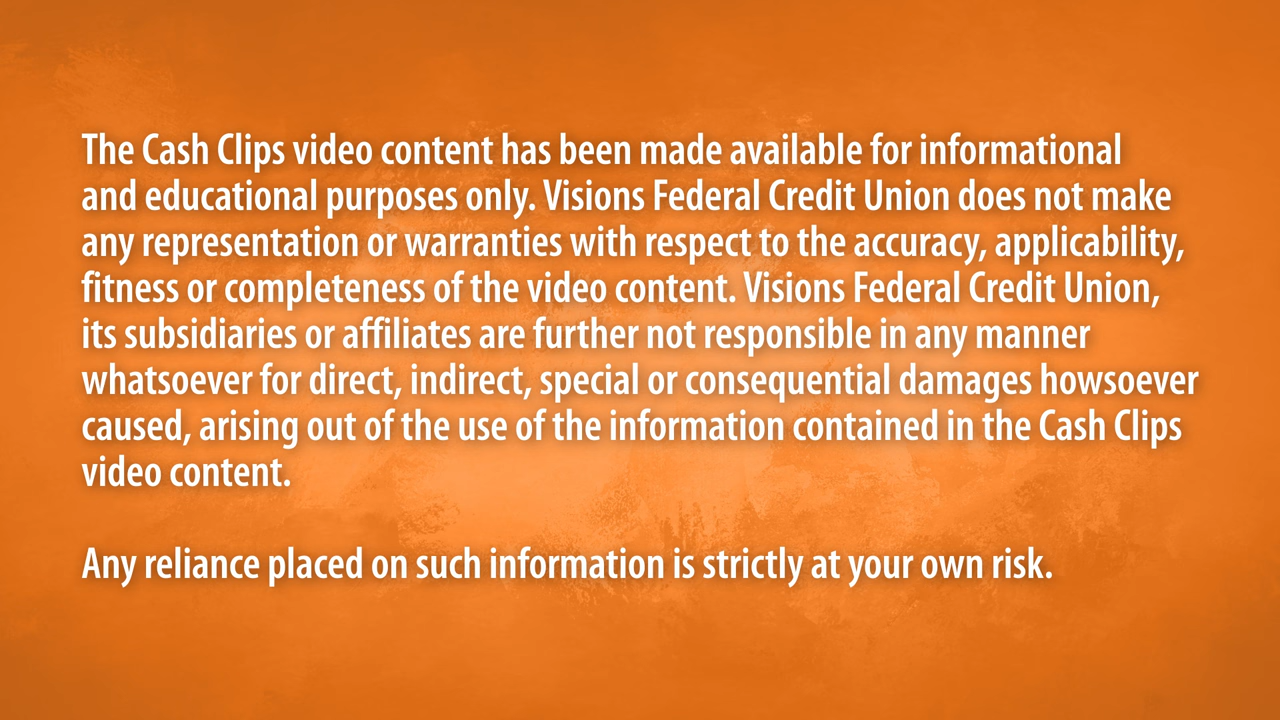 The Cash Clips video content has been made available for informational
and educational purposes only. Visions Federal Credit Union does not make
any representation or warranties with respect to the accuracy, applicability,
fitness or completeness of the video content. Visions Federal Credit Union,
its subsidiaries or affiliates are further not responsible in any manner
whatsoever for direct, indirect, special or consequential damages howsoever
caused, arising out of the use of the information contained in the Cash Clips
video content.
Any reliance placed on such information is strictly at your own risk.